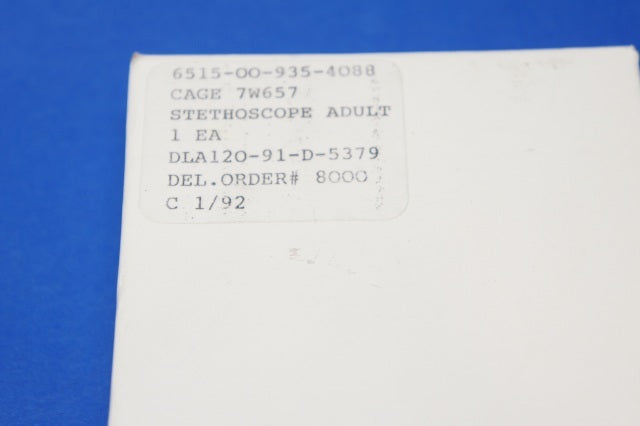 6515-00-935-4088
CAGE 7W657
STETHOSCOPE ADULT
1 EA
DLA120-91-D-5379
DEL.ORDER# 8000
C 1/92